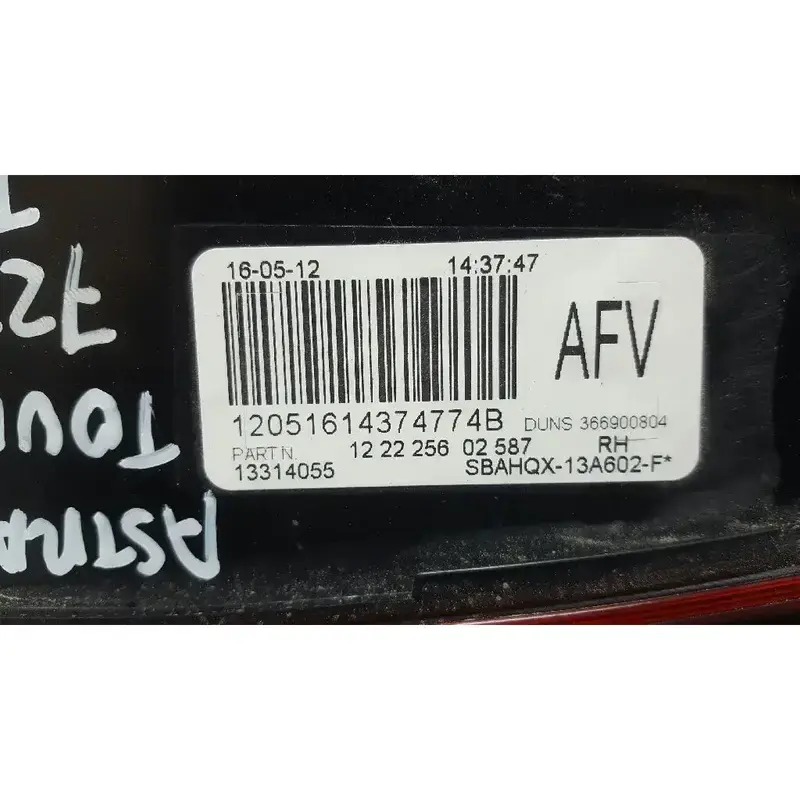 16-05-12 14:37:47
AFV
12051614374774B DUNS 366900804
PART N. 12 22 256 02 587 RH
13314055 SBAHQX-13A602-F*